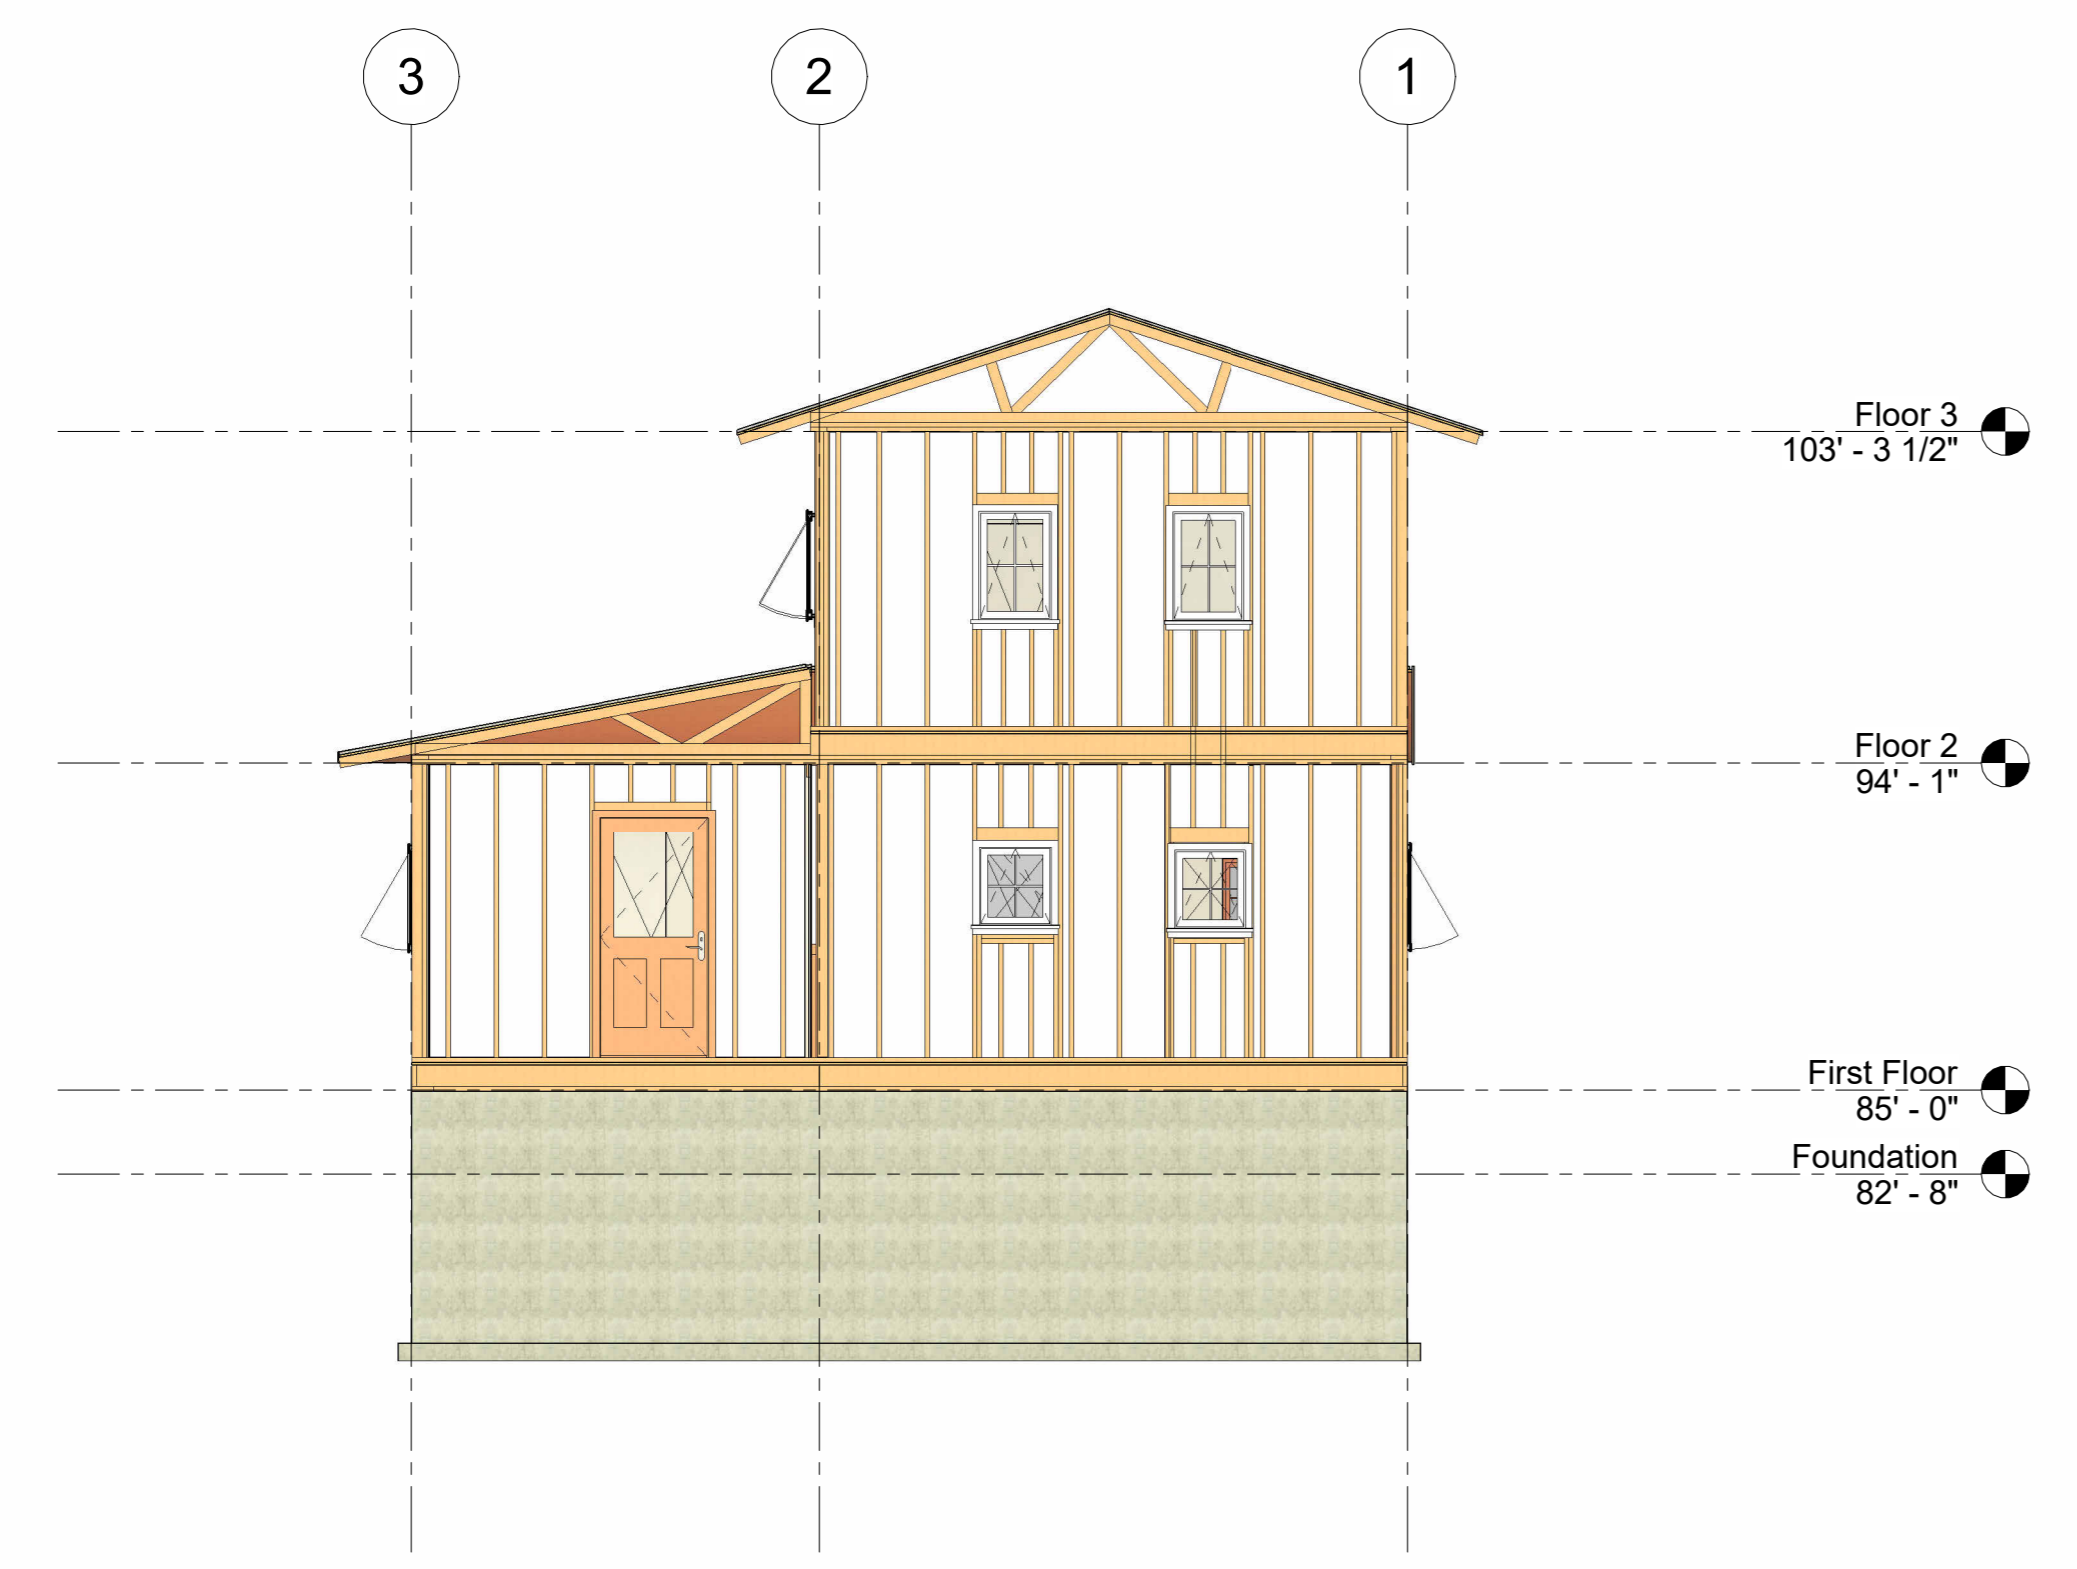 3
2
1
Floor 3
103' - 3 1/2"
Floor 2
94' - 1"
First Floor
85' - 0"
Foundation
82' - 8"